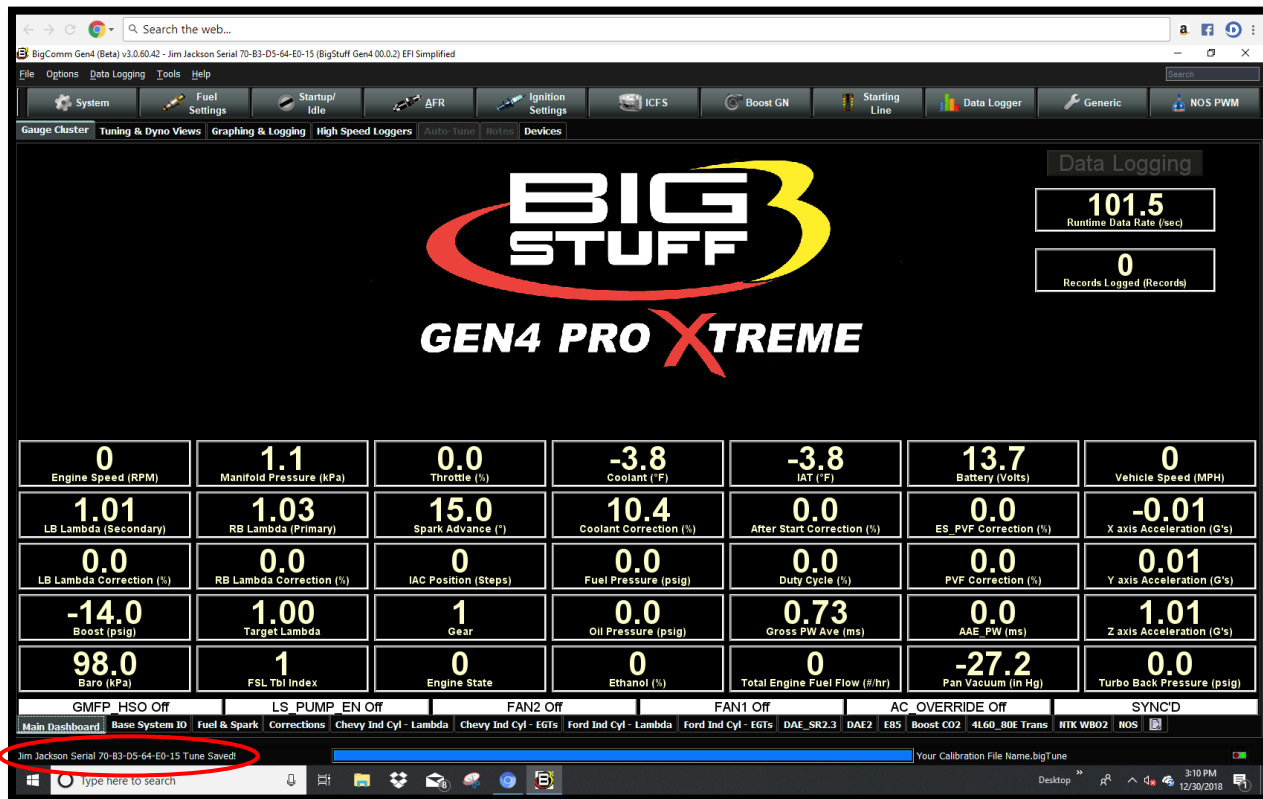 Search the web...
BigComm Gen4 (Beta) v3.0.60.42 - Jim Jackson Serial 70-B3-D5-64-E0-15 (BigStuff Gen4 00.0.2) EFI Simplified
File Options Data Logging Tools Help Search
System Fuel Settings Startup/Idle AFR Ignition Settings ICFS Boost GN Starting Line Data Logger Generic NOS PWM
Gauge Cluster Tuning & Dyno Views Graphing & Logging High Speed Loggers Auto-Tune Notes Devices
Data Logging
BIG 3
STUFF
GEN4 PRO XTREME
101.5
Runtime Data Rate (/sec)
0
Records Logged (Records)
0 1.1 0.0 -3.8 -3.8 13.7 0
Engine Speed (RPM) Manifold Pressure (kPa) Throttle (%) Coolant (°F) IAT (°F) Battery (Volts) Vehicle Speed (MPH)
1.01 1.03 15.0 10.4 0.0 0.0 -0.01
LB Lambda (Secondary) RB Lambda (Primary) Spark Advance (°) Coolant Correction (%) After Start Correction (%) ES_PVF Correction (%) X axis Acceleration (G's)
0.0 0.0 0 0.0 0.0 0.0 0.01
LB Lambda Correction (%) RB Lambda Correction (%) IAC Position (Steps) Fuel Pressure (psig) Duty Cycle (%) PVF Correction (%) Y axis Acceleration (G's)
-14.0 1.00 1 0.0 0.73 0.0 1.01
Boost (psig) Target Lambda Gear Oil Pressure (psig) Gross PW Ave (ms) AAE_PW (ms) Z axis Acceleration (G's)
98.0 1 0 0 0 -27.2 0.0
Baro (kPa) FSL Tbl Index Engine State Ethanol (%) Total Engine Fuel Flow (#/hr) Pan Vacuum (in Hg) Turbo Back Pressure (psig)
GMFP_HSO Off LS_PUMP_EN Off FAN2 Off FAN1 Off AC_OVERRIDE Off SYNC'D
Main Dashboard Base System IO Fuel & Spark Corrections Chevy Ind Cyl - Lambda Chevy Ind Cyl - EGTs Ford Ind Cyl - Lambda Ford Ind Cyl - EGTs DAE_SR2.3 DAE2 E85 Boost CO2 4L60_80E Trans NTK WBO2 NOS
Jim Jackson Serial 70-B3-D5-64-E0-15 Tune Saved! Your Calibration File Name.bigTune
Type here to search Desktop 3:10 PM
12/30/2018